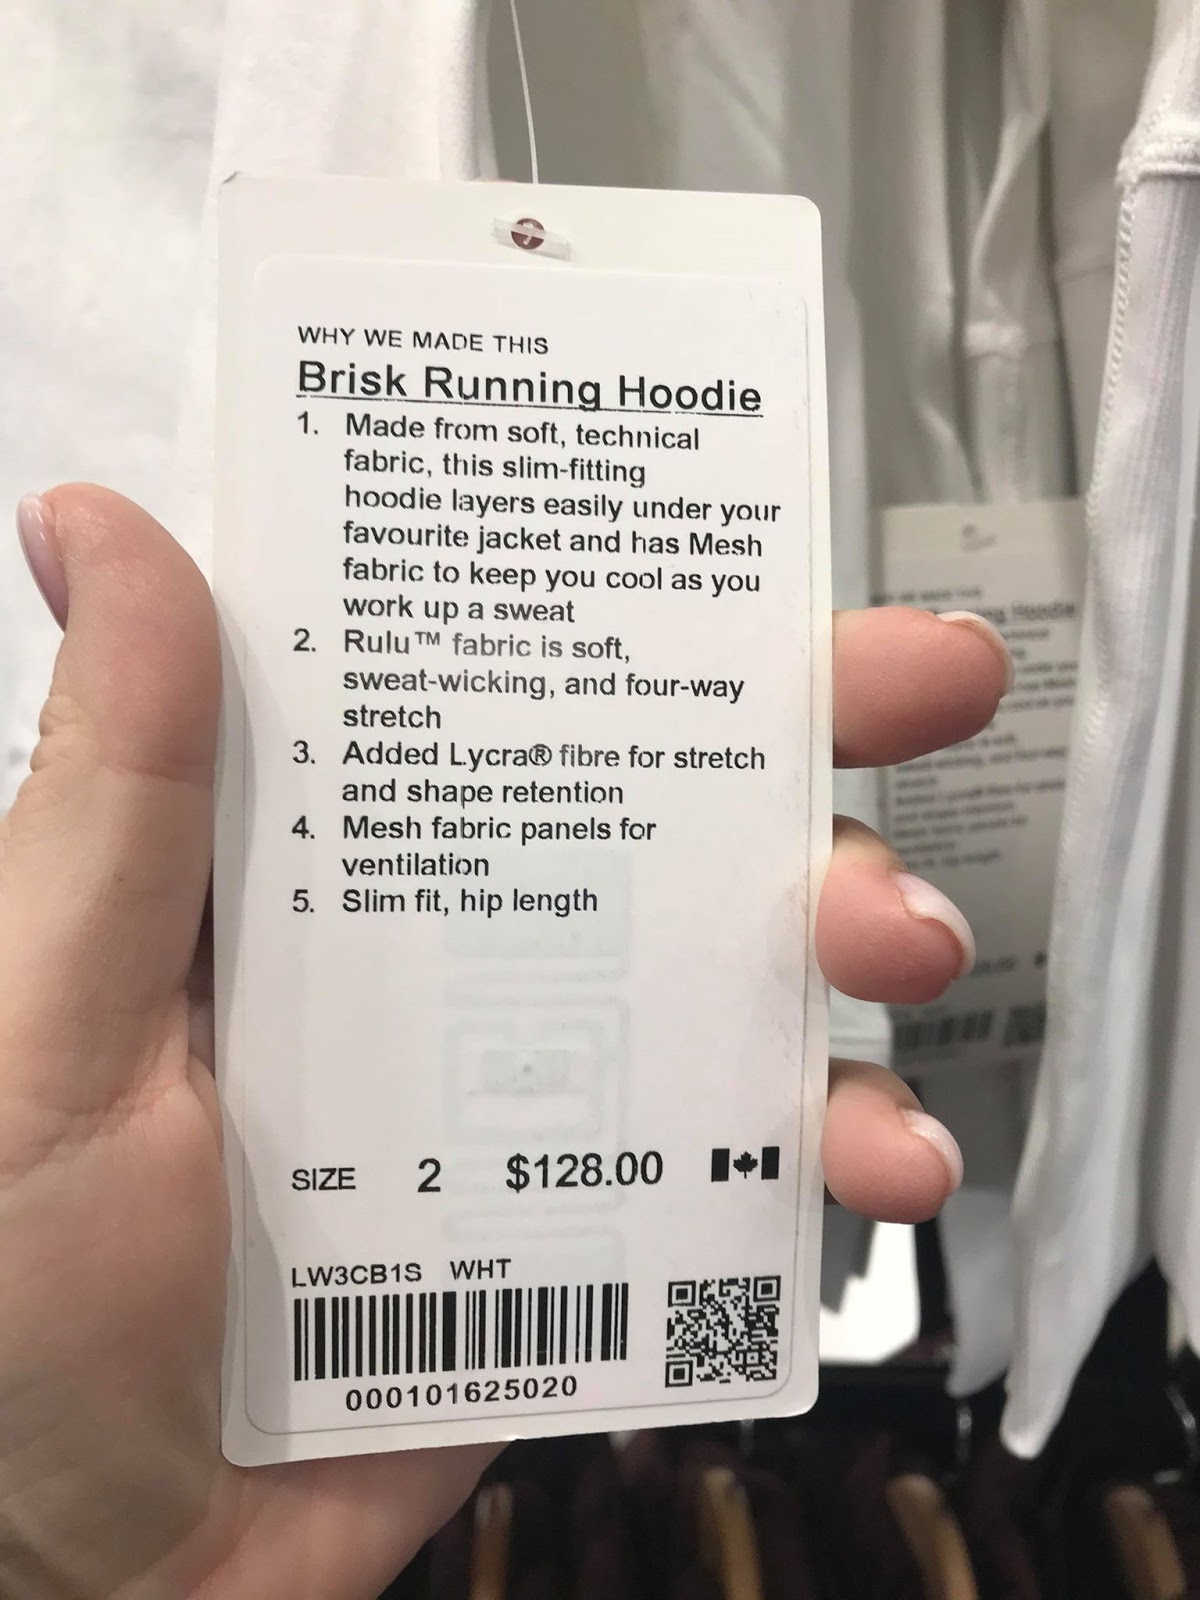 WHY WE MADE THIS
Brisk Running Hoodie
1. Made from soft, technical
fabric, this slim-fitting
hoodie layers easily under your
favourite jacket and has Mesh
fabric to keep you cool as you
work up a sweat
2. Rulu™ fabric is soft,
sweat-wicking, and four-way
stretch
3. Added Lycra® fibre for stretch
and shape retention
4. Mesh fabric panels for
ventilation
5. Slim fit, hip length
SIZE 2 $128.00
LW3CB1S WHT
000101625020
Hoodie